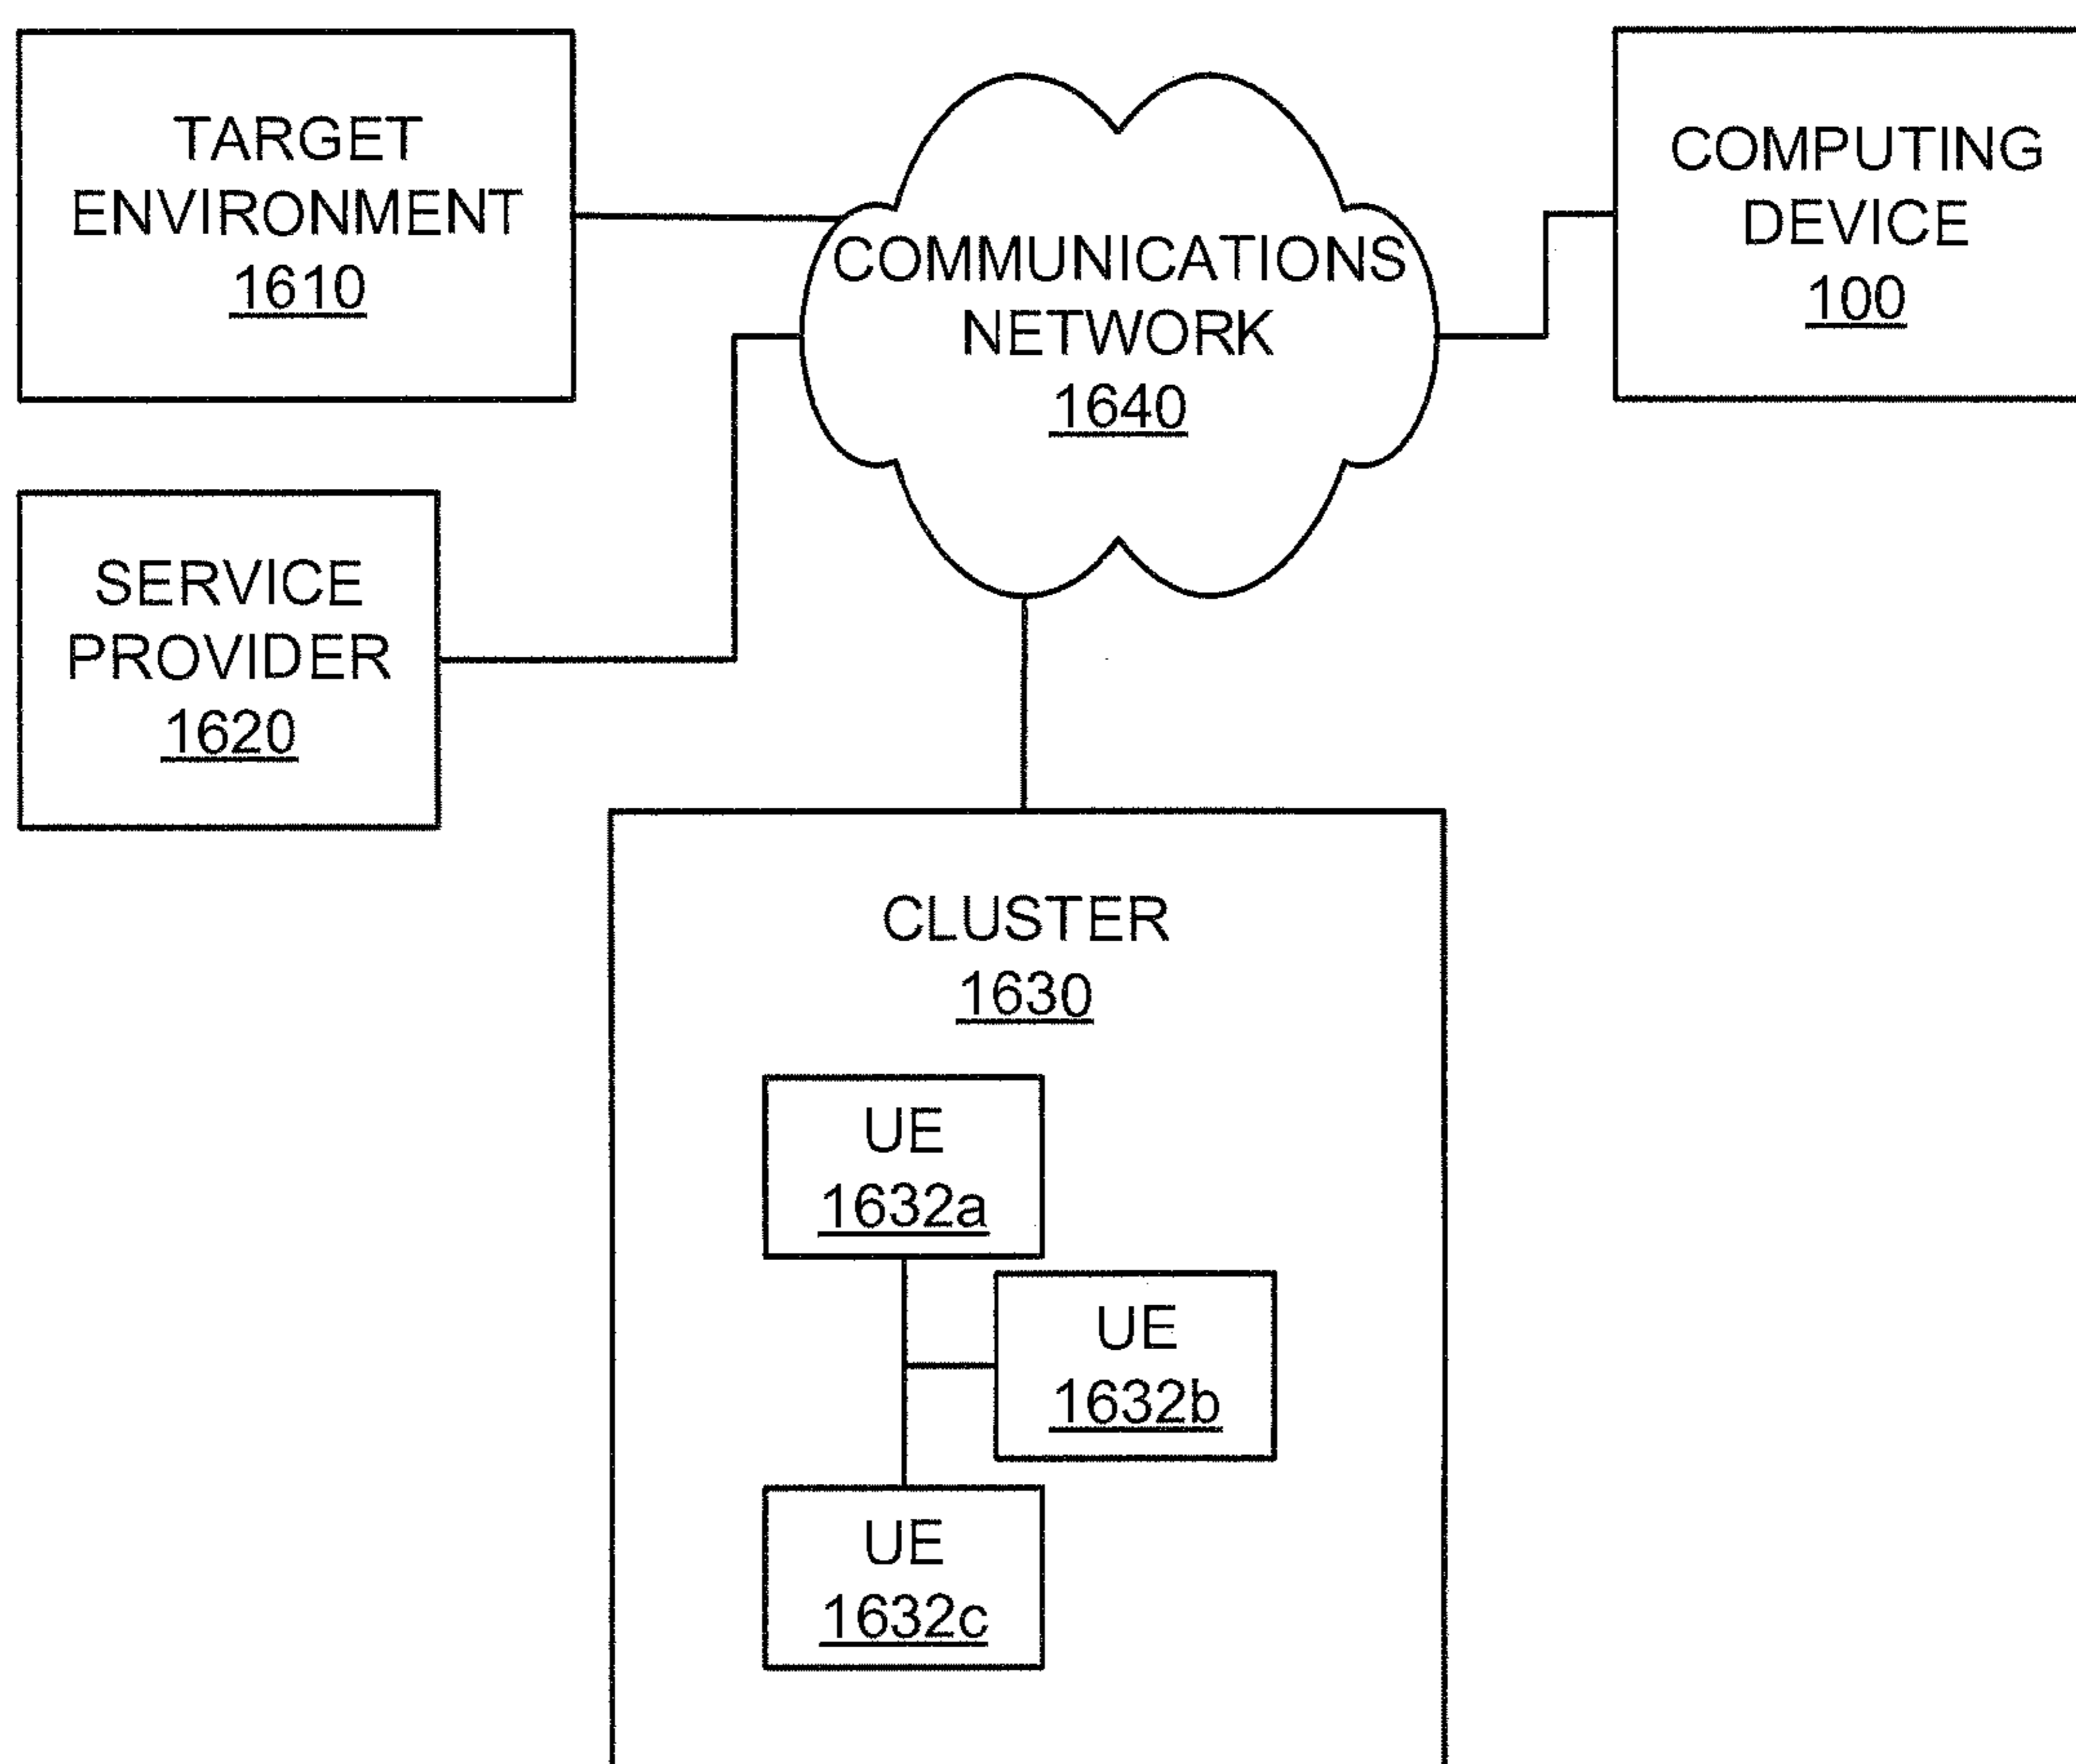 TARGET
ENVIRONMENT
1610
COMMUNICATIONS
NETWORK
1640
COMPUTING
DEVICE
100
SERVICE
PROVIDER
1620
CLUSTER
1630
UE
1632a
UE
1632b
UE
1632c